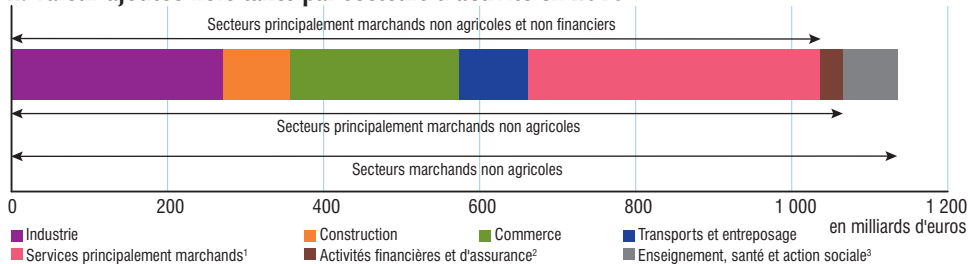 Secteurs principalement marchands non agricoles et non financiers
Secteurs principalement marchands non agricoles
Secteurs marchands non agricoles
0 200 400 600 800 1 000 1 200
en milliards d'euros
Industrie Construction Commerce Transports et entreposage
Services principalement marchands¹ Activités financières et d'assurance² Enseignement, santé et action sociale³